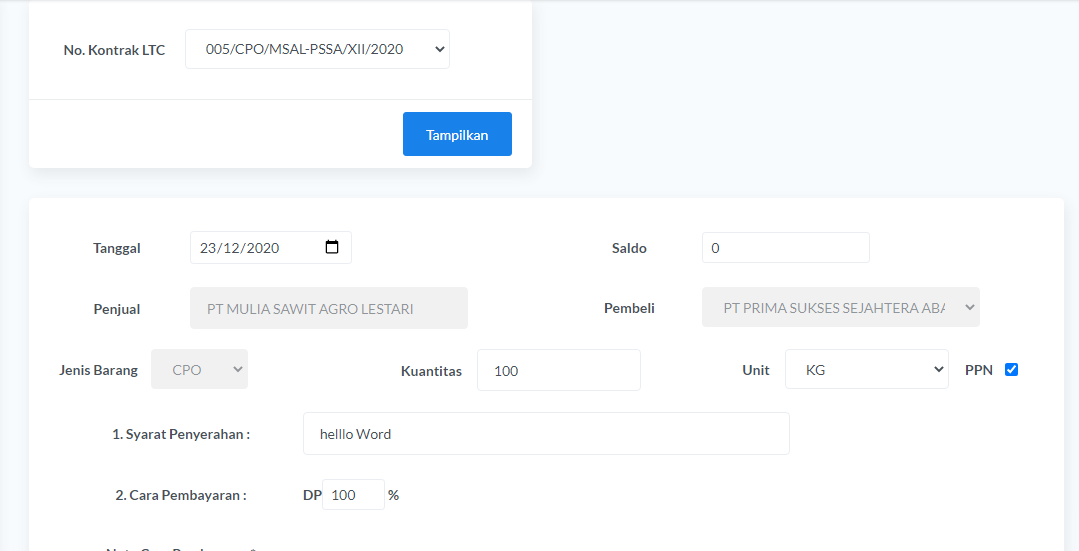 No. Kontrak LTC 005/CPO/MSAL-PSSA/XII/2020
Tampilkan
Tanggal 23/12/2020 Saldo 0
Penjual PT MULIA SAWIT AGRO LESTARI Pembeli PT PRIMA SUKSES SEJAHTERA ABA
Jenis Barang CPO Kuantitas 100 Unit KG PPN
1. Syarat Penyerahan : helllo Word
2. Cara Pembayaran : DP 100 %